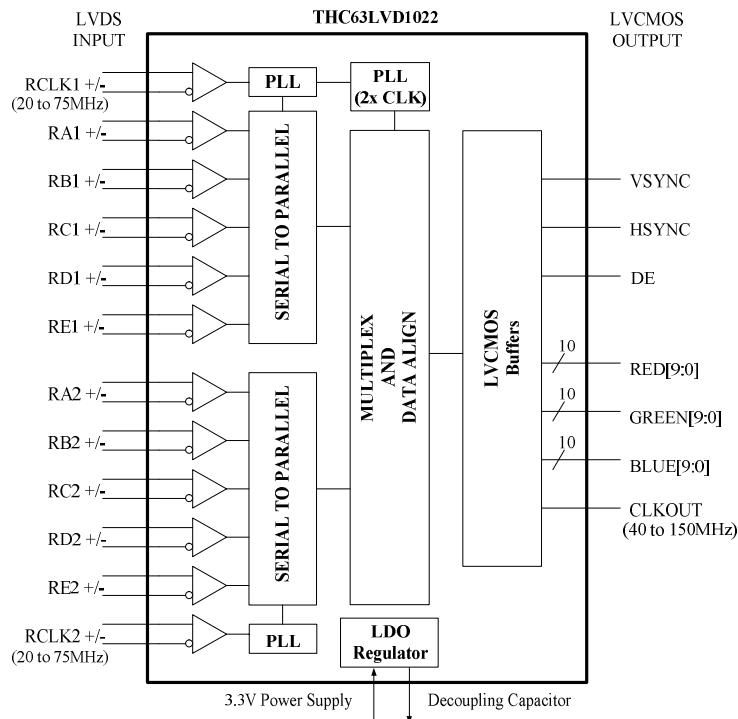 LVDS
INPUT
THC63LVD1022
LVCMOS
OUTPUT
RCLK1 +/-
(20 to 75MHz)
RA1 +/-
RB1 +/-
RC1 +/-
RD1 +/-
RE1 +/-
RA2 +/-
RB2 +/-
RC2 +/-
RD2 +/-
RE2 +/-
RCLK2 +/-
(20 to 75MHz)
PLL
PLL
(2x CLK)
SERIAL TO PARALLEL
SERIAL TO PARALLEL
PLL
MULTIPLEX
AND
DATA ALIGN
LVCMOS
Buffers
LDO
Regulator
VSYNC
HSYNC
DE
10
RED[9:0]
10
GREEN[9:0]
10
BLUE[9:0]
CLKOUT
(40 to 150MHz)
3.3V Power Supply
Decoupling Capacitor